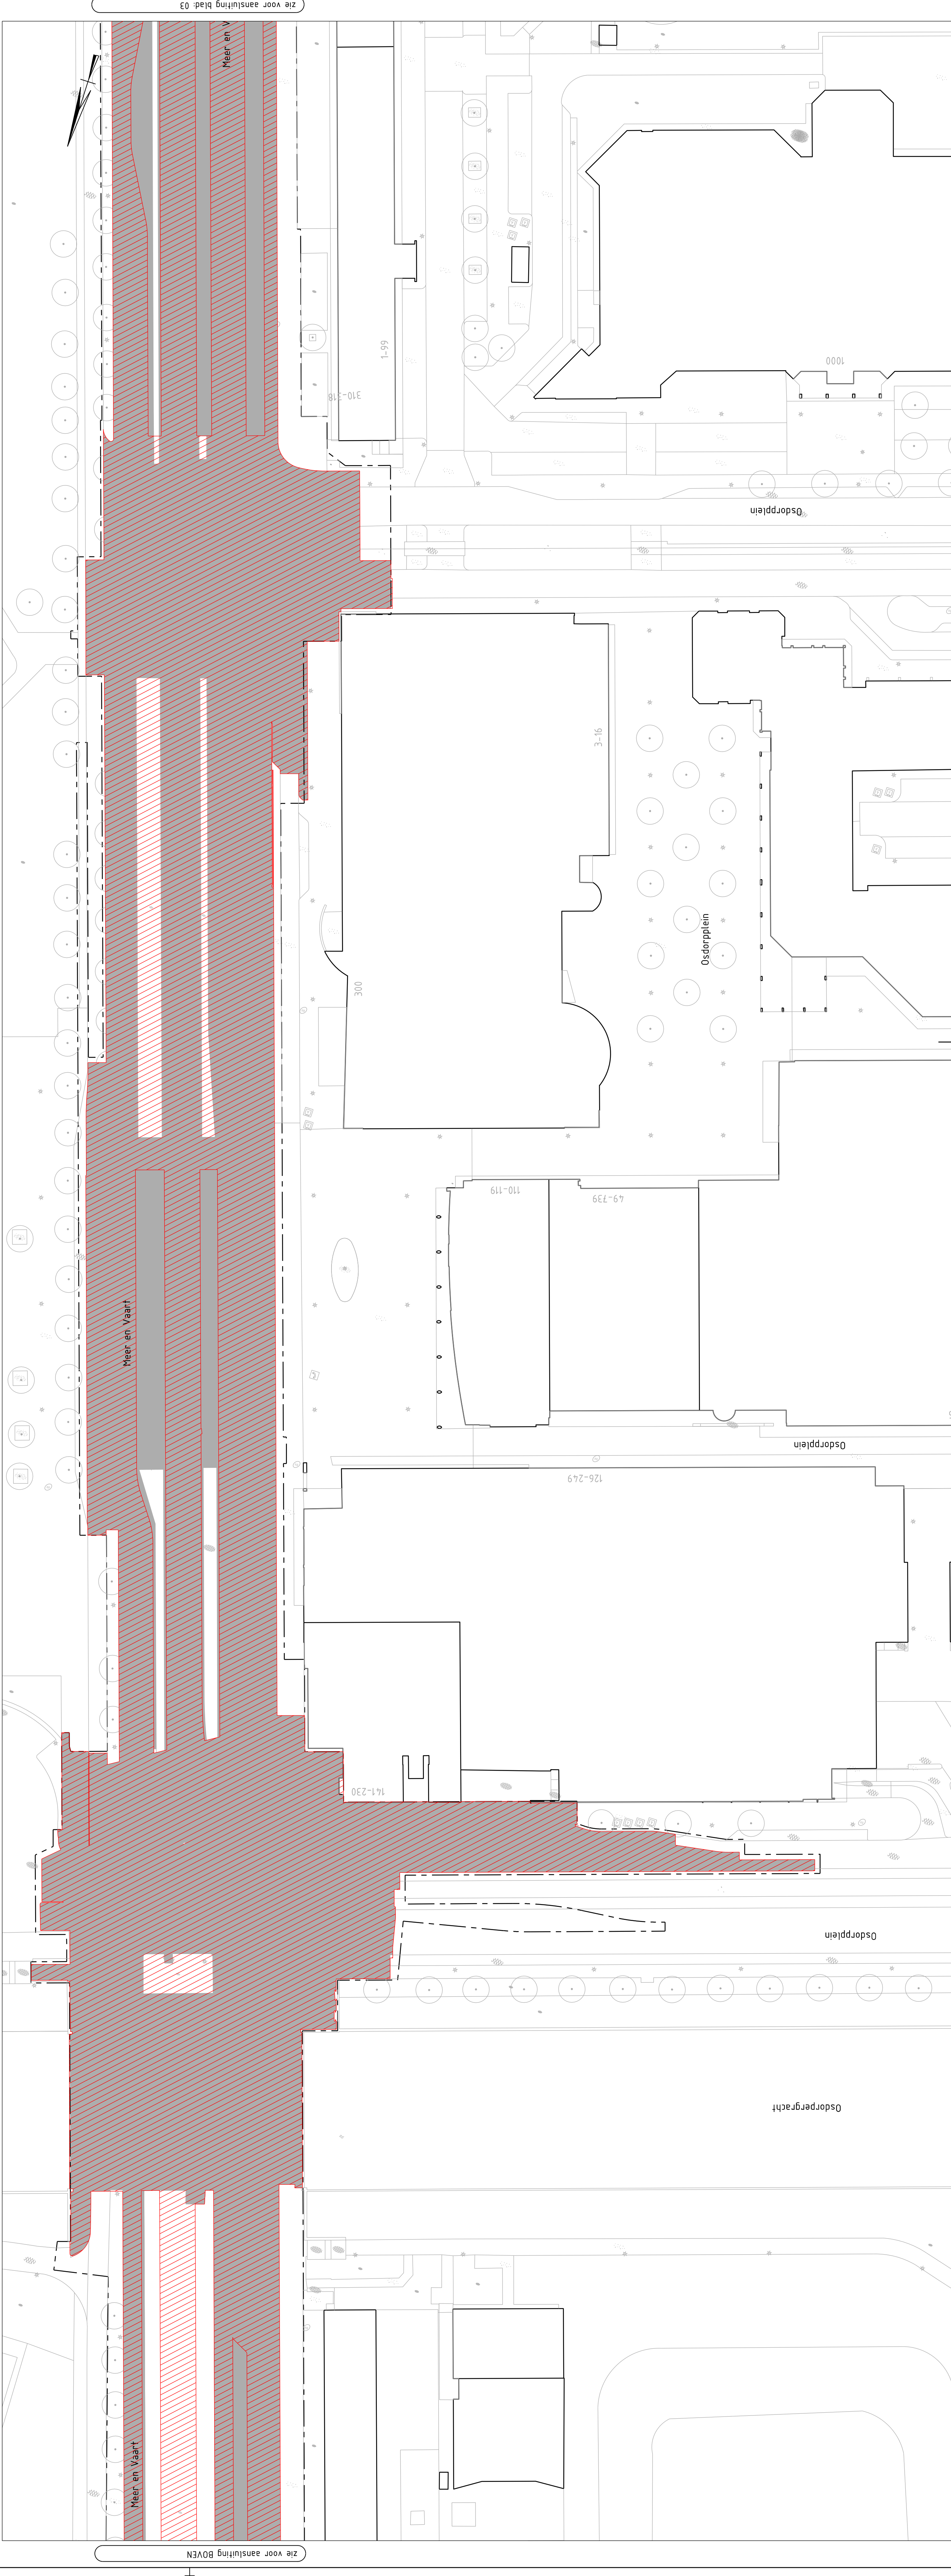 zie voor aansluiting blad: 03
Meer en V
1-99
310-318
1000
Osdorpplein
3-16
Osdorpplein
300
110-119
49-739
Meer en Vaart
Osdorpplein
126-249
141-230
Osdorpplein
Osdorpergracht
Meer en Vaart
zie voor aansluiting BOVEN